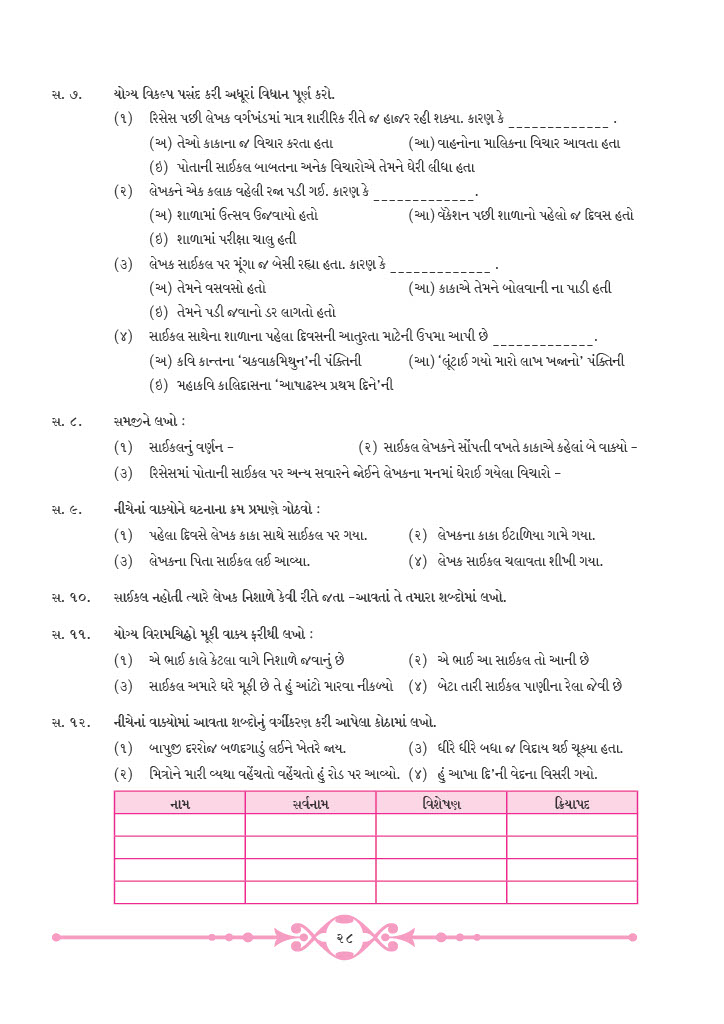 સ. ૭. યોગ્ય વિકલ્પ પસંદ કરી અધૂરાં વિધાન પૂર્ણ કરો.
(૧) રિસેસ પછી લેખક વર્ગખંડમાં માત્ર શારીરિક રીતે જ હાજર રહી શક્યા. કારણ કે _____________ .
(અ) તેઓ કાકાના જ વિચાર કરતા હતા (આ) વાહનોના માલિકના વિચાર આવતા હતા
(ઇ) પોતાની સાઈકલ બાબતના અનેક વિચારોએ તેમને ઘેરી લીધા હતા
(૨) લેખકને એક કલાક વહેલી રજા પડી ગઈ. કારણ કે _____________.
(અ) શાળામાં ઉત્સવ ઉજવાયો હતો (આ) વૅકેશન પછી શાળાનો પહેલો જ દિવસ હતો
(ઇ) શાળામાં પરીક્ષા ચાલુ હતી
(૩) લેખક સાઈકલ પર મૂંગા જ બેસી રહ્યા હતા. કારણ કે _____________ .
(અ) તેમને વસવસો હતો (આ) કાકાએ તેમને બોલવાની ના પાડી હતી
(ઇ) તેમને પડી જવાનો ડર લાગતો હતો
(૪) સાઈકલ સાથેના શાળાના પહેલા દિવસની આતુરતા માટેની ઉપમા આપી છે _____________.
(અ) કવિ કાન્તના ‘ચક્રવાકમિથુન’ની પંક્તિની (આ) ‘લૂંટાઈ ગયો મારો લાખ ખજાનો’ પંક્તિની
(ઇ) મહાકવિ કાલિદાસના ‘આષાઢસ્ય પ્રથમ દિને’ની
સ. ૮. સમજીને લખો :
(૧) સાઈકલનું વર્ણન – (૨) સાઈકલ લેખકને સોંપતી વખતે કાકાએ કહેલાં બે વાક્યો –
(૩) રિસેસમાં પોતાની સાઈકલ પર અન્ય સવારને જોઈને લેખકના મનમાં ઘેરાઈ ગયેલા વિચારો –
સ. ૯. નીચેનાં વાક્યોને ઘટનાના ક્રમ પ્રમાણે ગોઠવો :
(૧) પહેલા દિવસે લેખક કાકા સાથે સાઈકલ પર ગયા. (૨) લેખકના કાકા ઈટાળિયા ગામે ગયા.
(૩) લેખકના પિતા સાઈકલ લઈ આવ્યા. (૪) લેખક સાઈકલ ચલાવતા શીખી ગયા.
સ. ૧૦. સાઈકલ નહોતી ત્યારે લેખક નિશાળે કેવી રીતે જતા -આવતાં તે તમારા શબ્દોમાં લખો.
સ. ૧૧. યોગ્ય વિરામચિહ્નો મૂકી વાક્ય ફરીથી લખો :
(૧) એ ભાઈ કાલે કેટલા વાગે નિશાળે જવાનું છે (૨) એ ભાઈ આ સાઈકલ તો આની છે
(૩) સાઈકલ અમારે ઘરે મૂકી છે તે હું આંટો મારવા નીકળ્યો (૪) બેટા તારી સાઈકલ પાણીના રેલા જેવી છે
સ. ૧૨. નીચેનાં વાક્યોમાં આવતા શબ્દોનું વર્ગીકરણ કરી આપેલા કોઠામાં લખો.
(૧) બાપુજી દરરોજ બળદગાડું લઈને ખેતરે જાય. (૩) ધીરે ધીરે બધા જ વિદાય થઈ ચૂક્યા હતા.
(૨) મિત્રોને મારી વ્યથા વહેંચતો વહેંચતો હું રોડ પર આવ્યો. (૪) હું આખા દિ'ની વેદના વિસરી ગયો.
નામ સર્વનામ વિશેષણ ક્રિયાપદ
૨૮